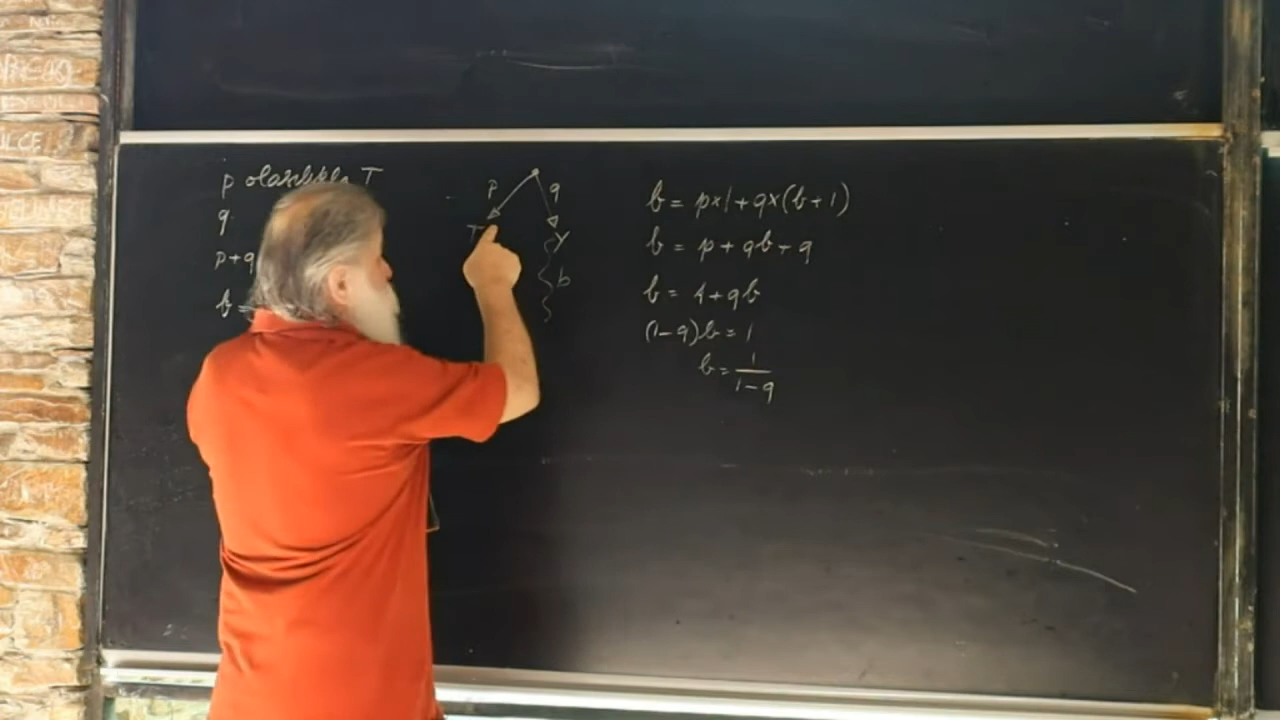 p olasılıkla T
q
p+q
b=
p q
T Y
b
b = px1+qx(b+1)
b = p+qb+q
b = 1+qb
(1-q)b = 1
b = 1/(1-q)